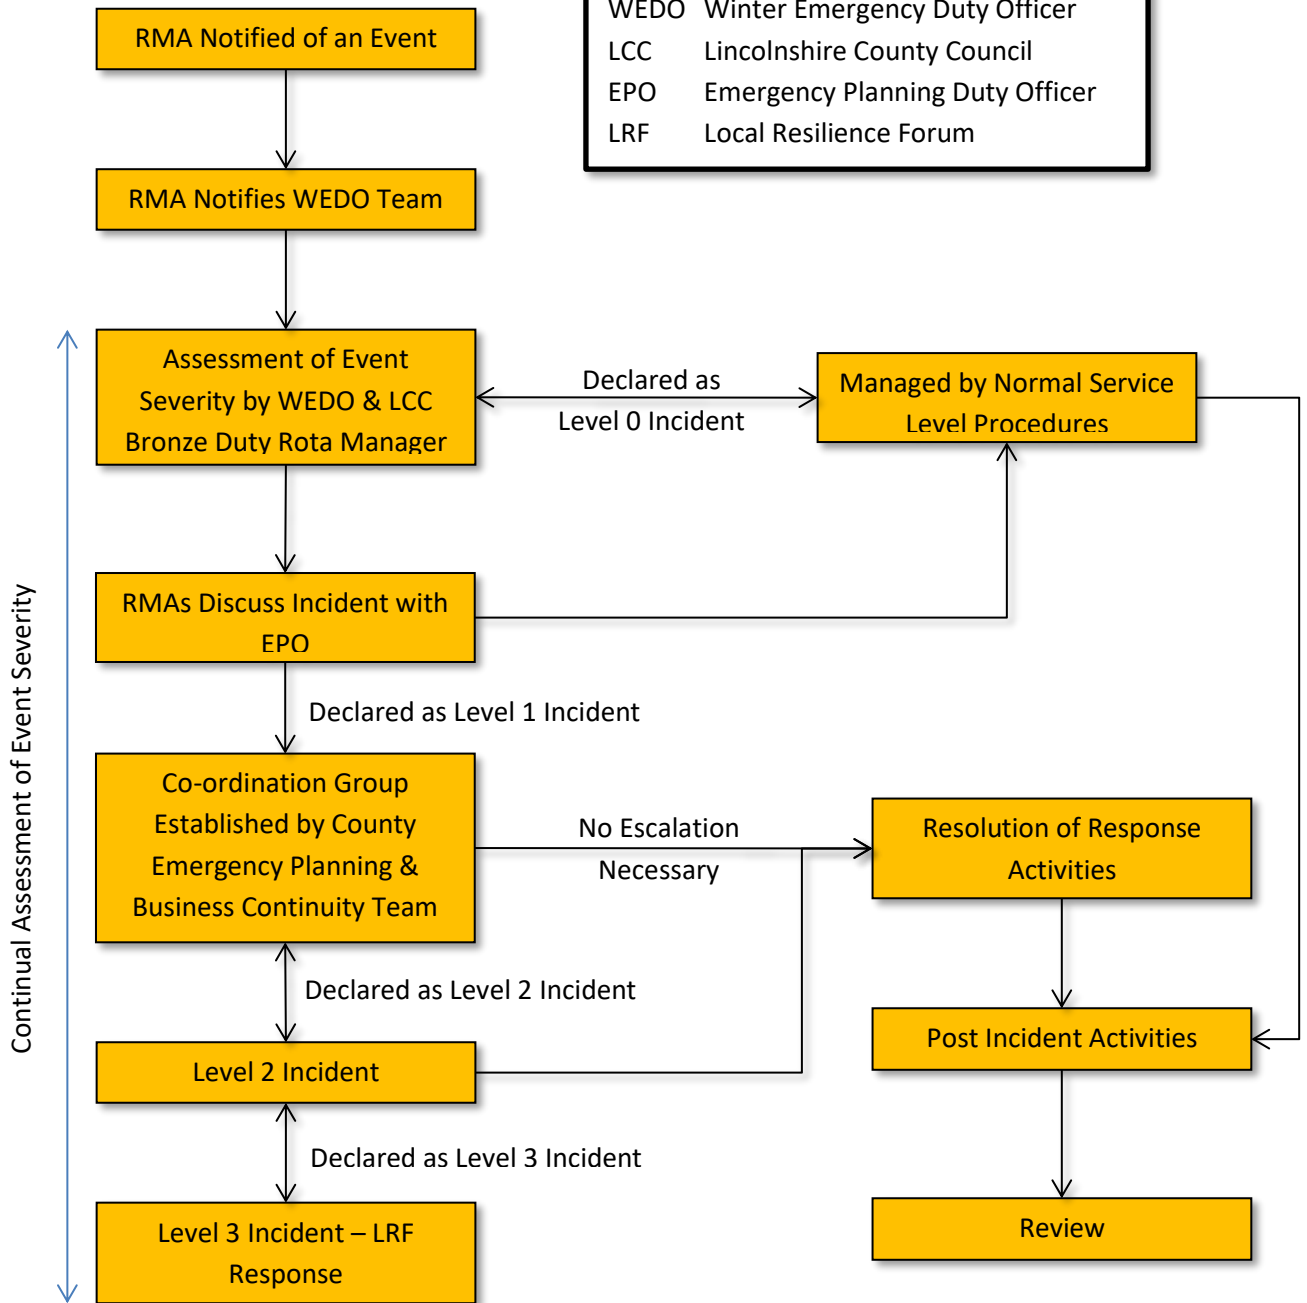 WEDO Winter Emergency Duty Officer
LCC Lincolnshire County Council
EPO Emergency Planning Duty Officer
LRF Local Resilience Forum
RMA Notified of an Event
RMA Notifies WEDO Team
Assessment of Event
Severity by WEDO & LCC
Bronze Duty Rota Manager
Declared as
Level 0 Incident
Managed by Normal Service
Level Procedures
RMAs Discuss Incident with
EPO
Declared as Level 1 Incident
Co-ordination Group
Established by County
Emergency Planning &
Business Continuity Team
No Escalation
Necessary
Resolution of Response
Activities
Declared as Level 2 Incident
Level 2 Incident
Post Incident Activities
Declared as Level 3 Incident
Level 3 Incident – LRF
Response
Review
Continual Assessment of Event Severity